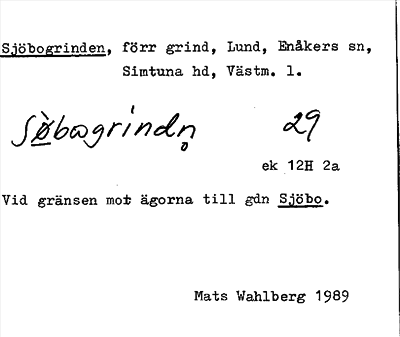 Sjöbogrinden, förr grind, Lund, Enåkers sn,
Simtuna hd, Västm. l.
29
ek 12H 2a
Vid gränsen mot ägorna till gdn Sjöbo.
Mats Wahlberg 1989